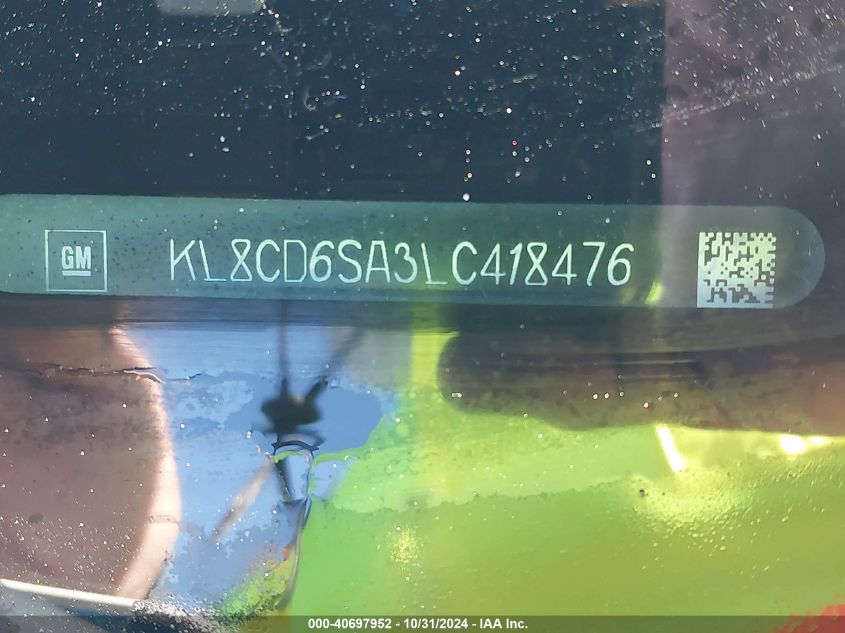 GM KL8CD6SA3LC418476
000-40697952 - 10/31/2024 - IAA Inc.